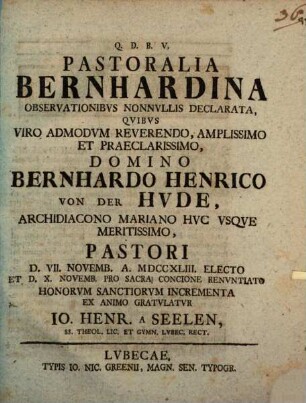 Q. D. B. V.
PASTORALIA
BERNHARDINA
OBSERVATIONIBVS NONNVLLIS DECLARATA,
QVIBVS
VIRO ADMODVM REVERENDO, AMPLISSIMO
ET PRAECLARISSIMO,
DOMINO
BERNHARDO HENRICO
VON DER HVDE,
ARCHIDIACONO MARIANO HVC VSQVE
MERITISSIMO,
PASTORI
D. VII. NOVEMB. A. MDCCXLIII. ELECTO
ET D. X. NOVEMB. PRO SACRA CONCIONE RENVNTIATO
HONORVM SANCTIORVM INCREMENTA
EX ANIMO GRATVLATVR
IO. HENR. A SEELEN,
SS. THEOL. LIC. ET GYMN. LVBEC. RECT.
LVBECAE,
TYPIS IO. NIC. GREENII, MAGN. SEN. TYPOGR.